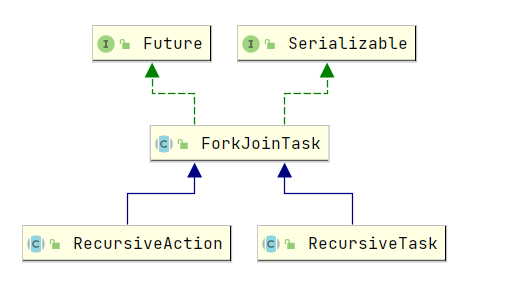 I Future
I Serializable
C ForkJoinTask
C RecursiveAction
C RecursiveTask